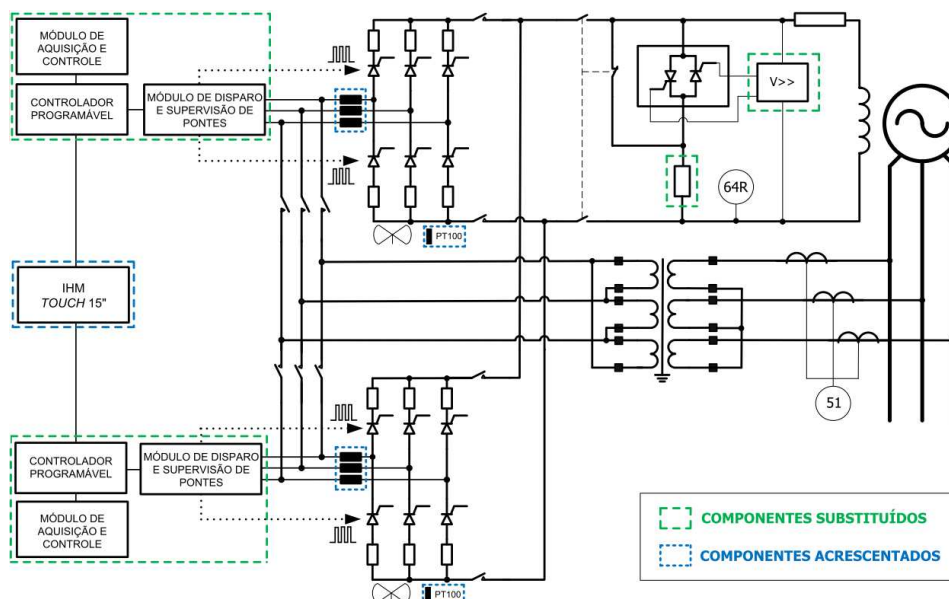 MÓDULO DE
AQUISIÇÃO E
CONTROLE
CONTROLADOR
PROGRAMÁVEL
MÓDULO DE DISPARO
E SUPERVISÃO DE
PONTES
V>>
64R
PT100
IHM
TOUCH 15"
51
CONTROLADOR
PROGRAMÁVEL
MÓDULO DE DISPARO
E SUPERVISÃO DE
PONTES
MÓDULO DE
AQUISIÇÃO E
CONTROLE
PT100
COMPONENTES SUBSTITUÍDOS
COMPONENTES ACRESCENTADOS